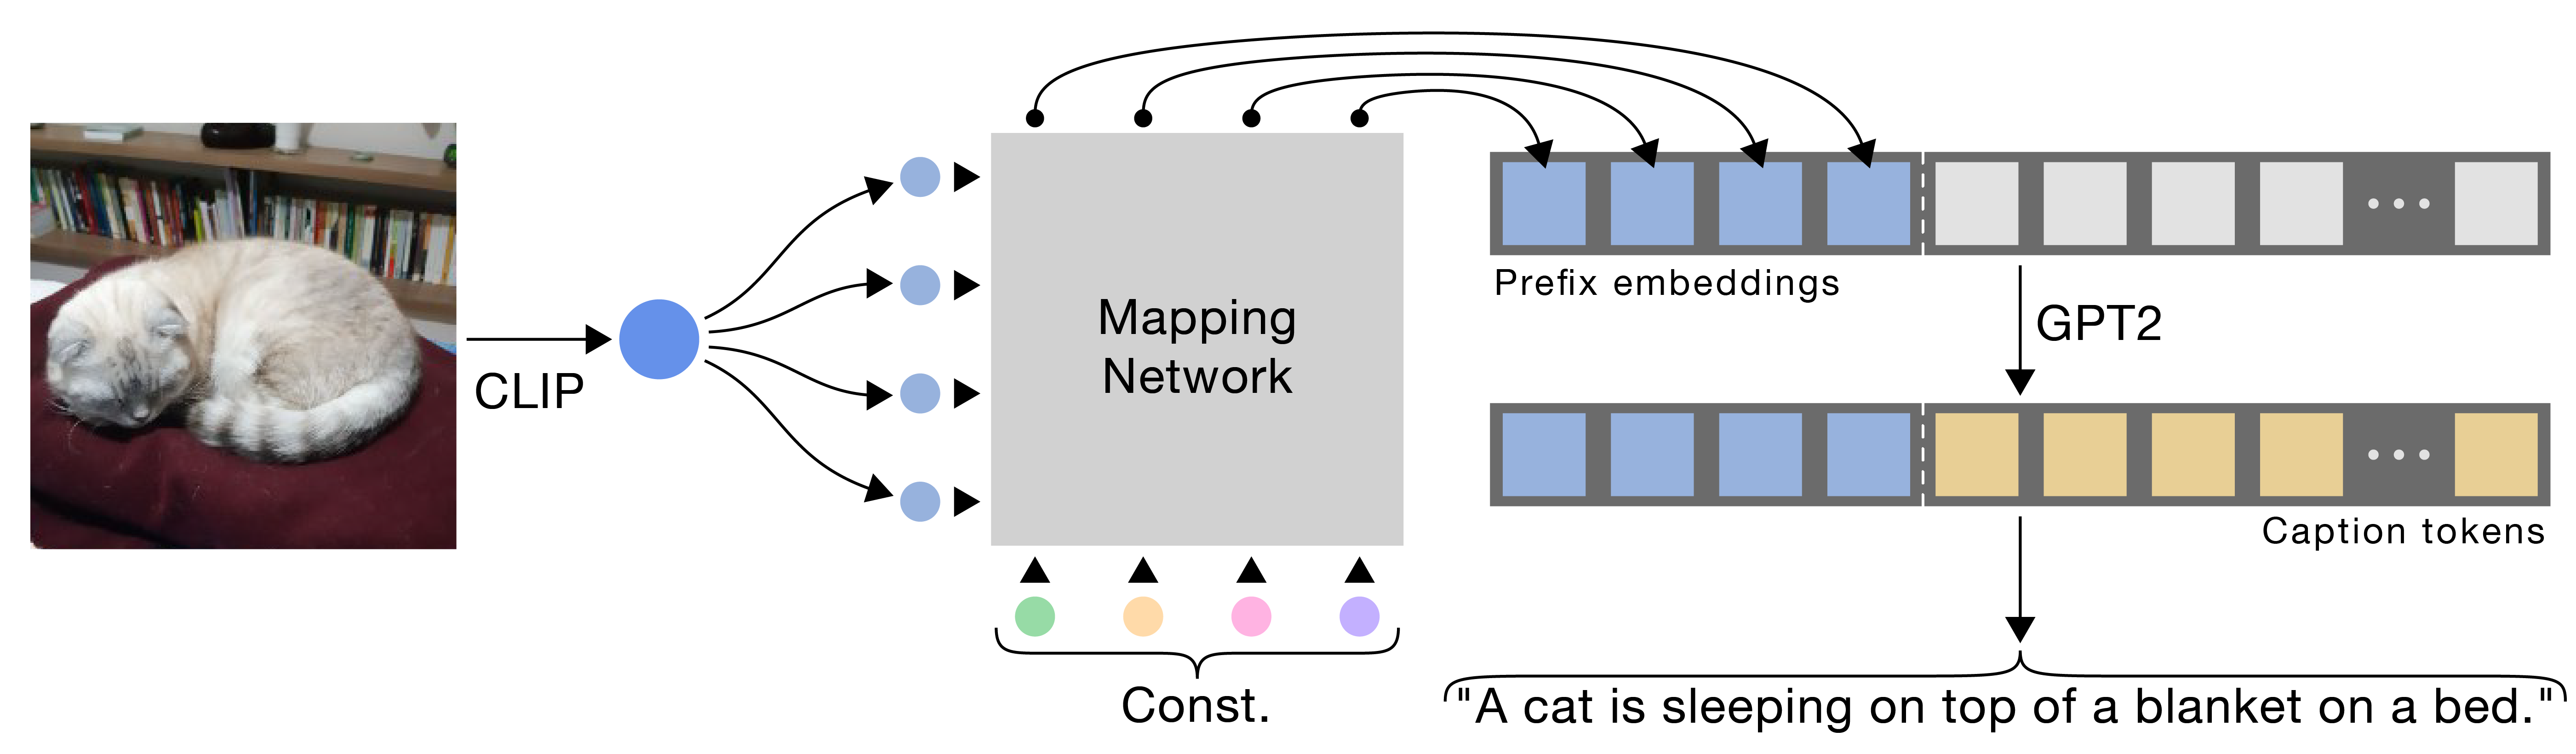 CLIP
Mapping
Network
Const.
Prefix embeddings
GPT2
Caption tokens
"A cat is sleeping on top of a blanket on a bed."